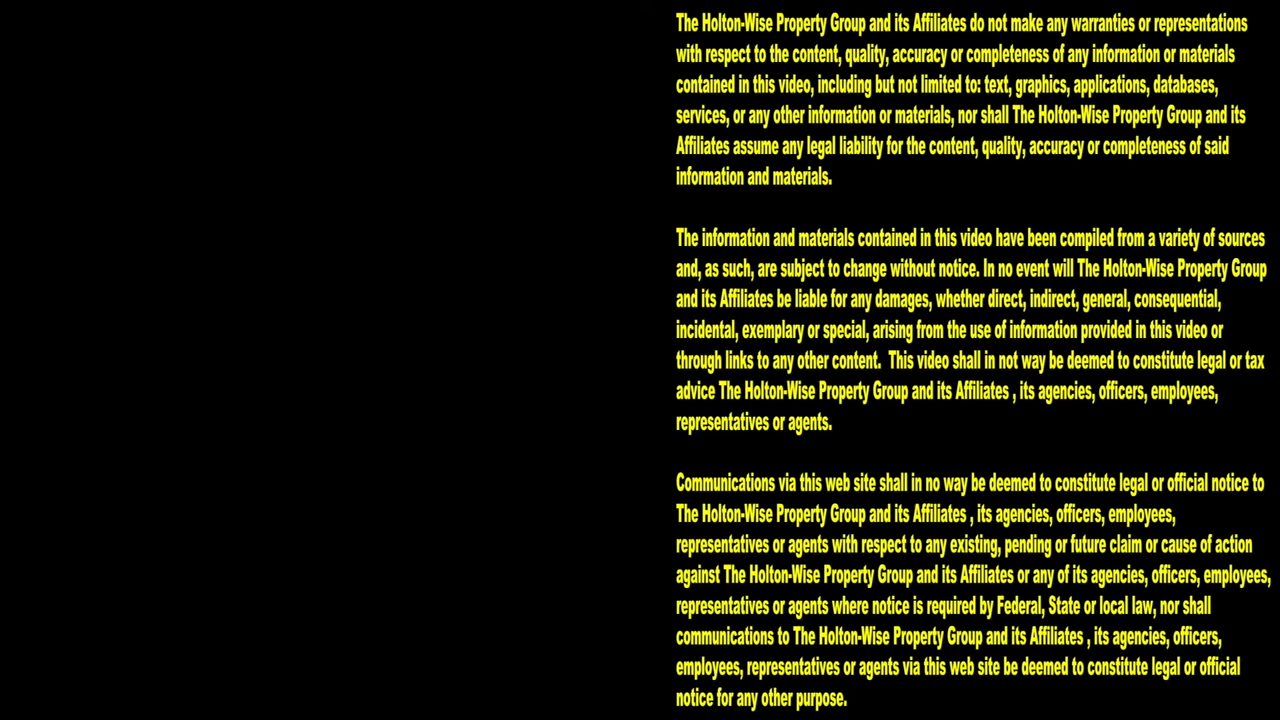 The Holton-Wise Property Group and its Affiliates do not make any warranties or representations
with respect to the content, quality, accuracy or completeness of any information or materials
contained in this video, including but not limited to: text, graphics, applications, databases,
services, or any other information or materials, nor shall The Holton-Wise Property Group and its
Affiliates assume any legal liability for the content, quality, accuracy or completeness of said
information and materials.
The information and materials contained in this video have been compiled from a variety of sources
and, as such, are subject to change without notice. In no event will The Holton-Wise Property Group
and its Affiliates be liable for any damages, whether direct, indirect, general, consequential,
incidental, exemplary or special, arising from the use of information provided in this video or
through links to any other content.  This video shall in not way be deemed to constitute legal or tax
advice The Holton-Wise Property Group and its Affiliates , its agencies, officers, employees,
representatives or agents.
Communications via this web site shall in no way be deemed to constitute legal or official notice to
The Holton-Wise Property Group and its Affiliates , its agencies, officers, employees,
representatives or agents with respect to any existing, pending or future claim or cause of action
against The Holton-Wise Property Group and its Affiliates or any of its agencies, officers, employees,
representatives or agents where notice is required by Federal, State or local law, nor shall
communications to The Holton-Wise Property Group and its Affiliates , its agencies, officers,
employees, representatives or agents via this web site be deemed to constitute legal or official
notice for any other purpose.